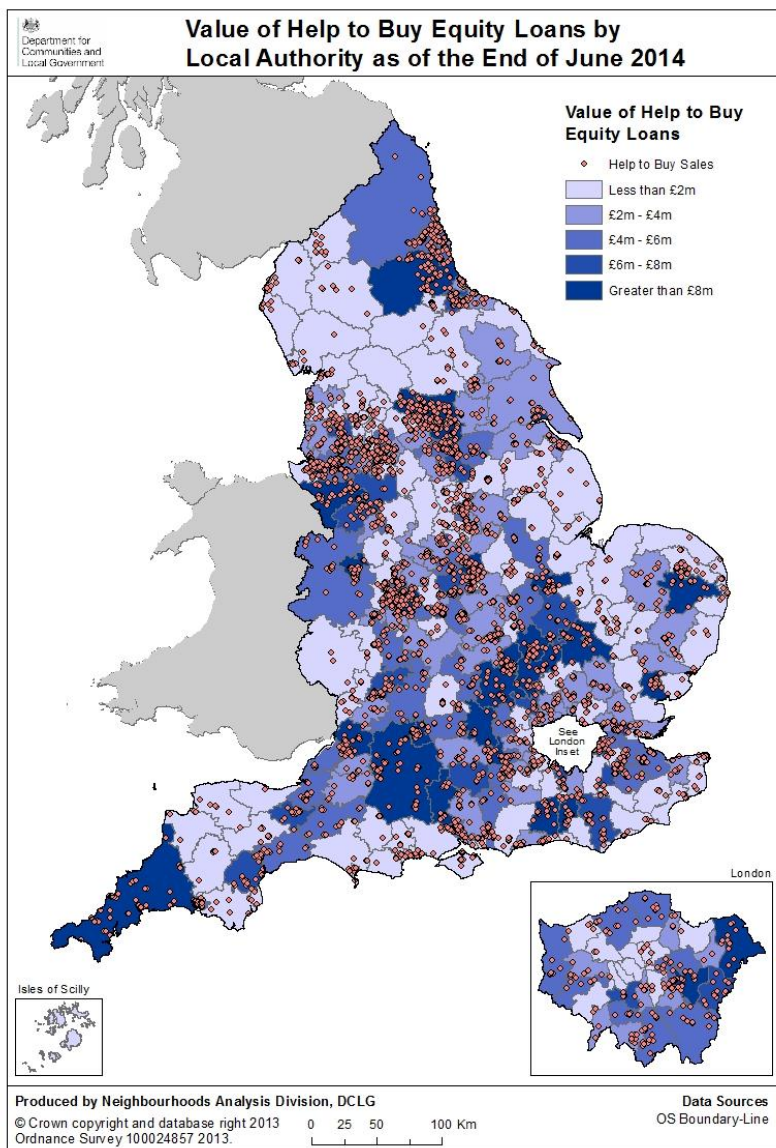 Department for
Communities and
Local Government
Value of Help to Buy Equity Loans by
Local Authority as of the End of June 2014
Value of Help to Buy
Equity Loans
Help to Buy Sales
Less than £2m
£2m - £4m
£4m - £6m
£6m - £8m
Greater than £8m
See
London
Inset
London
Isles of Scilly
Produced by Neighbourhoods Analysis Division, DCLG
© Crown copyright and database right 2013
Ordnance Survey 100024857 2013.
0 25 50 100 Km
Data Sources
OS Boundary-Line